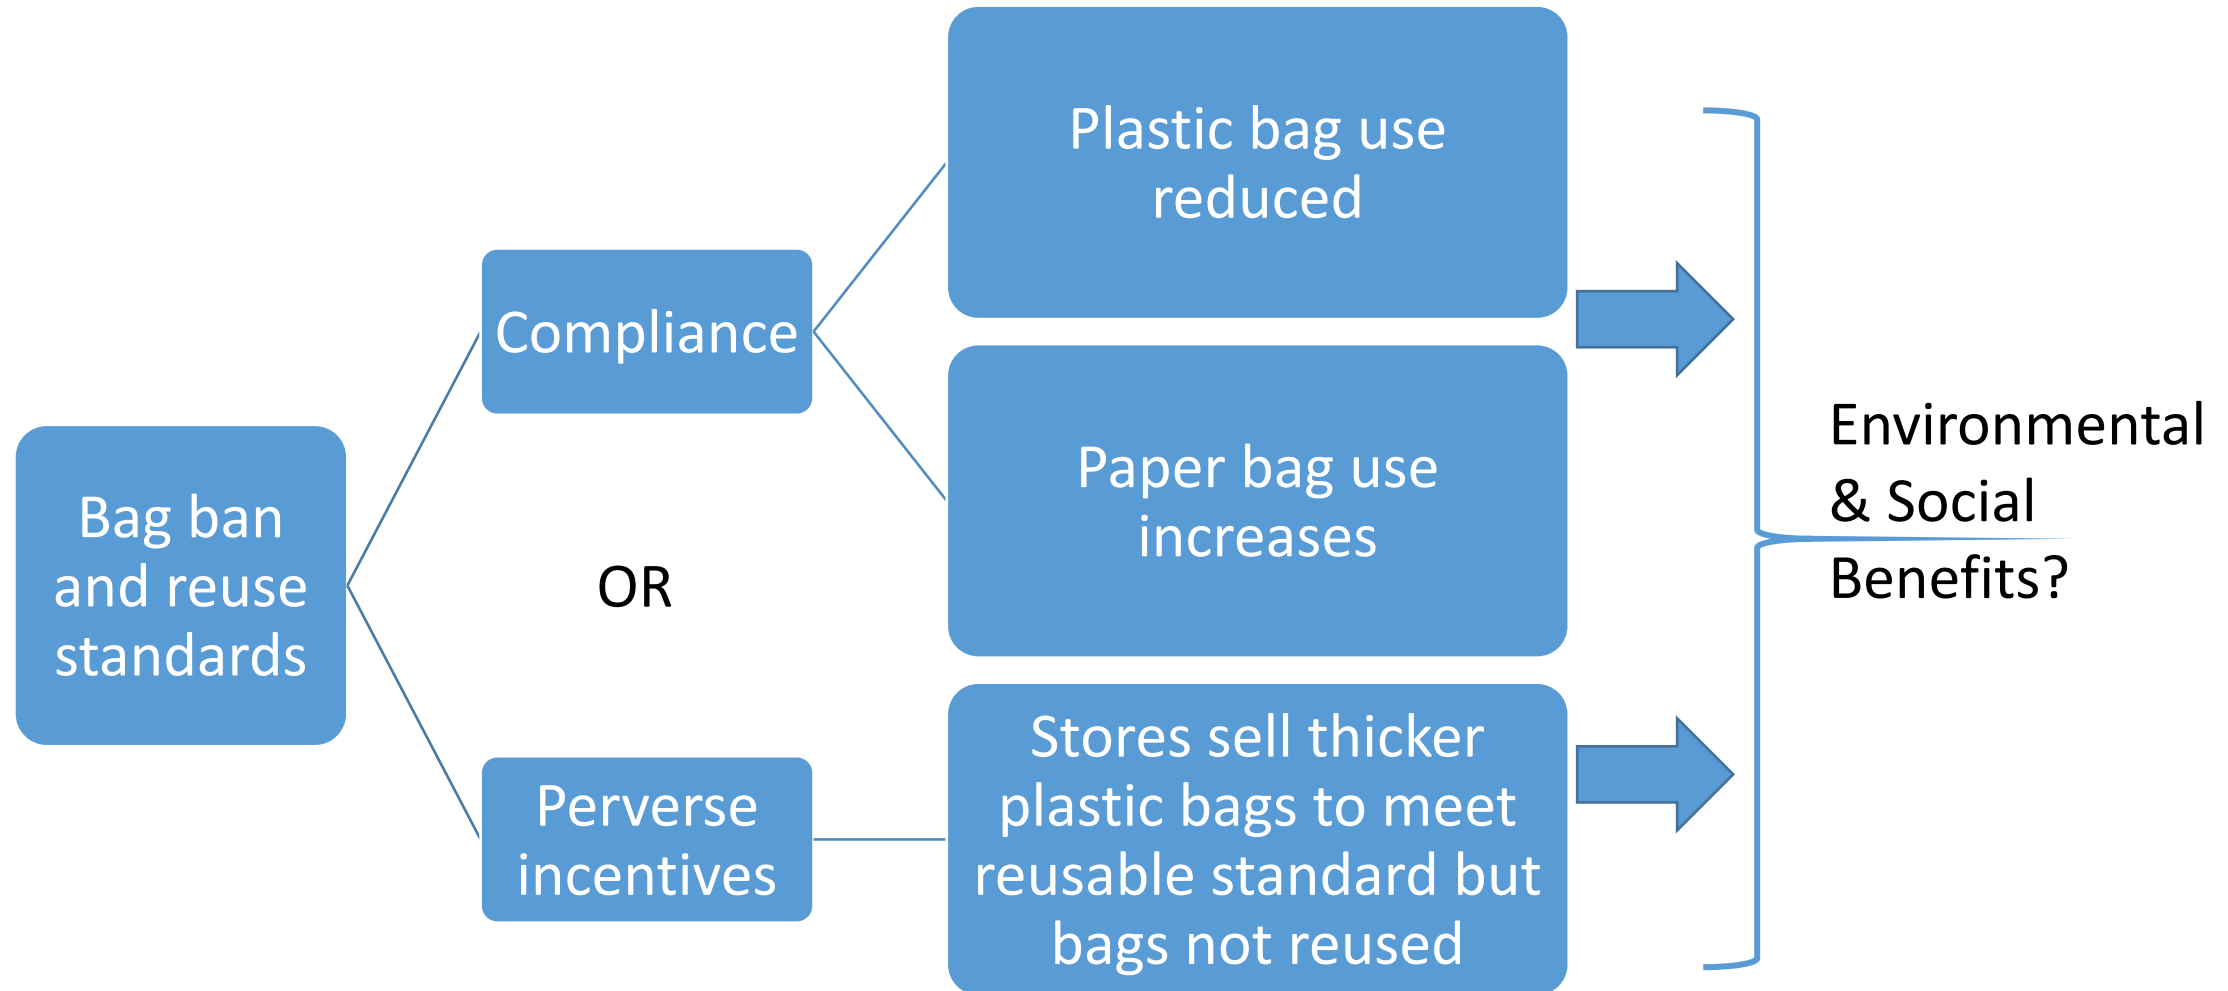 Bag ban
and reuse
standards
Compliance
OR
Perverse
incentives
Plastic bag use
reduced
Paper bag use
increases
Stores sell thicker
plastic bags to meet
reusable standard but
bags not reused
Environmental
& Social
Benefits?